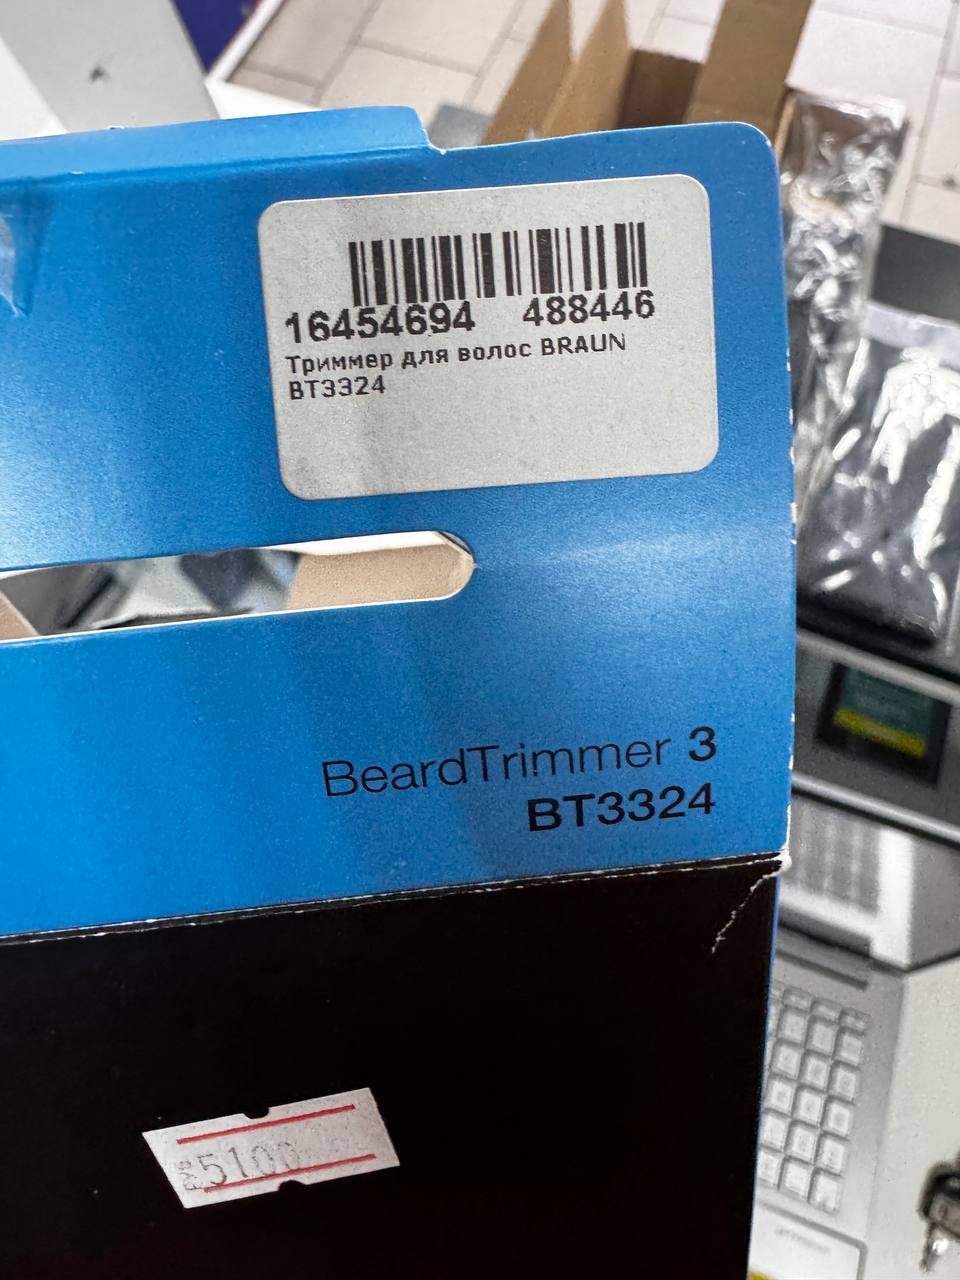 16454694 488446
Триммер для волос BRAUN
BT3324
BeardTrimmer 3
BT3324
5100